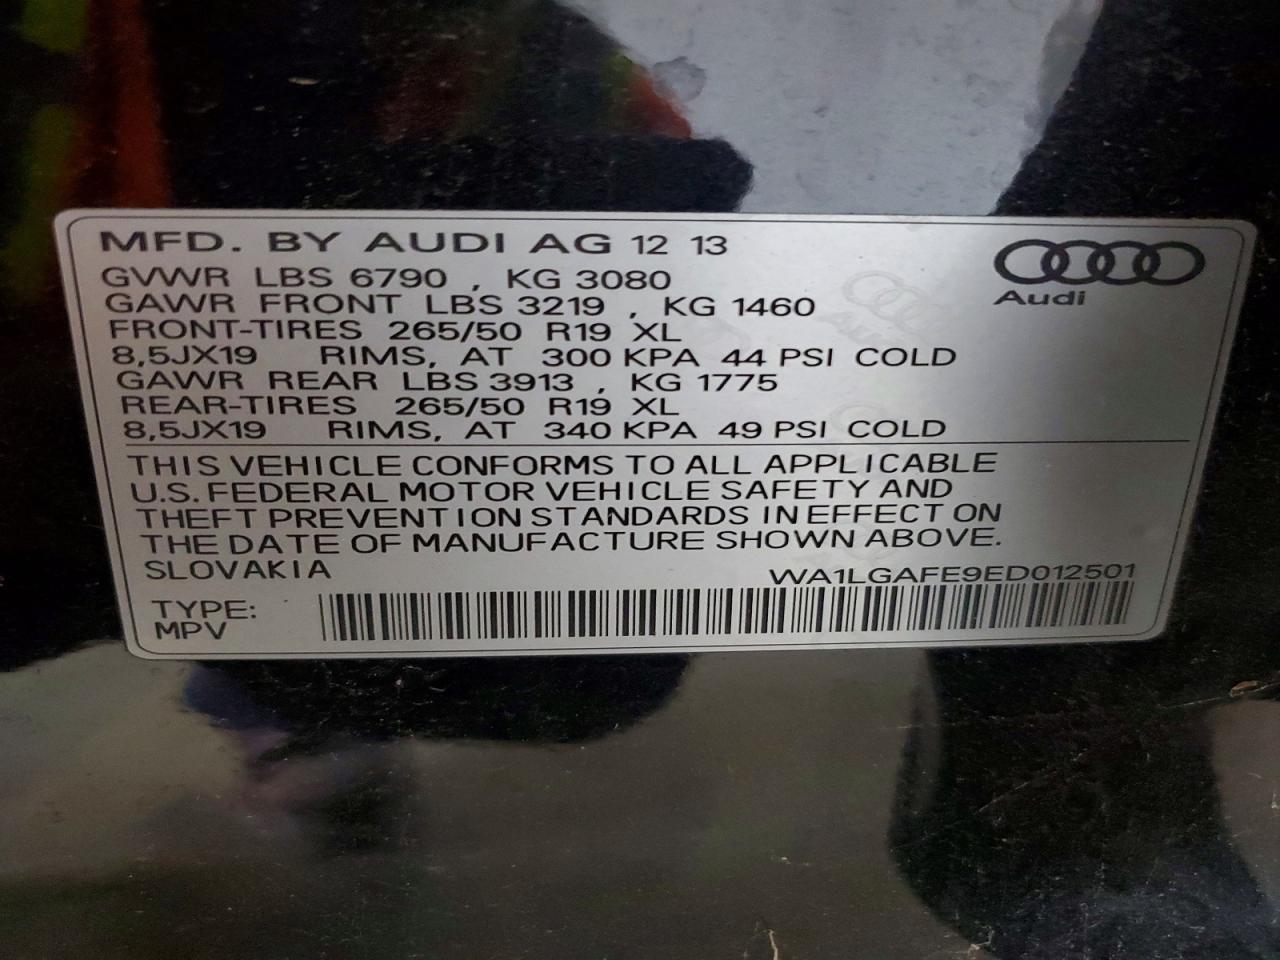 MFD. BY AUDI AG 12 13
GVWR LBS 6790 , KG 3080
GAWR FRONT LBS 3219 , KG 1460
FRONT-TIRES 265/50 R19 XL
8,5JX19 RIMS, AT 300 KPA 44 PSI COLD
GAWR REAR LBS 3913 , KG 1775
REAR-TIRES 265/50 R19 XL
8,5JX19 RIMS, AT 340 KPA 49 PSI COLD
Audi
THIS VEHICLE CONFORMS TO ALL APPLICABLE
U.S. FEDERAL MOTOR VEHICLE SAFETY AND
THEFT PREVENTION STANDARDS IN EFFECT ON
THE DATE OF MANUFACTURE SHOWN ABOVE.
SLOVAKIA WA1LGAFE9ED012501
TYPE:
MPV